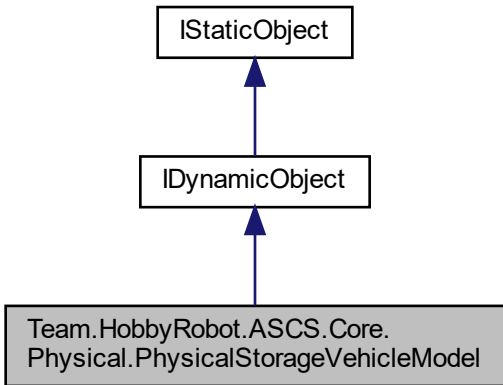 IStaticObject
IDynamicObject
Team.HobbyRobot.ASCS.Core.
Physical.PhysicalStorageVehicleModel